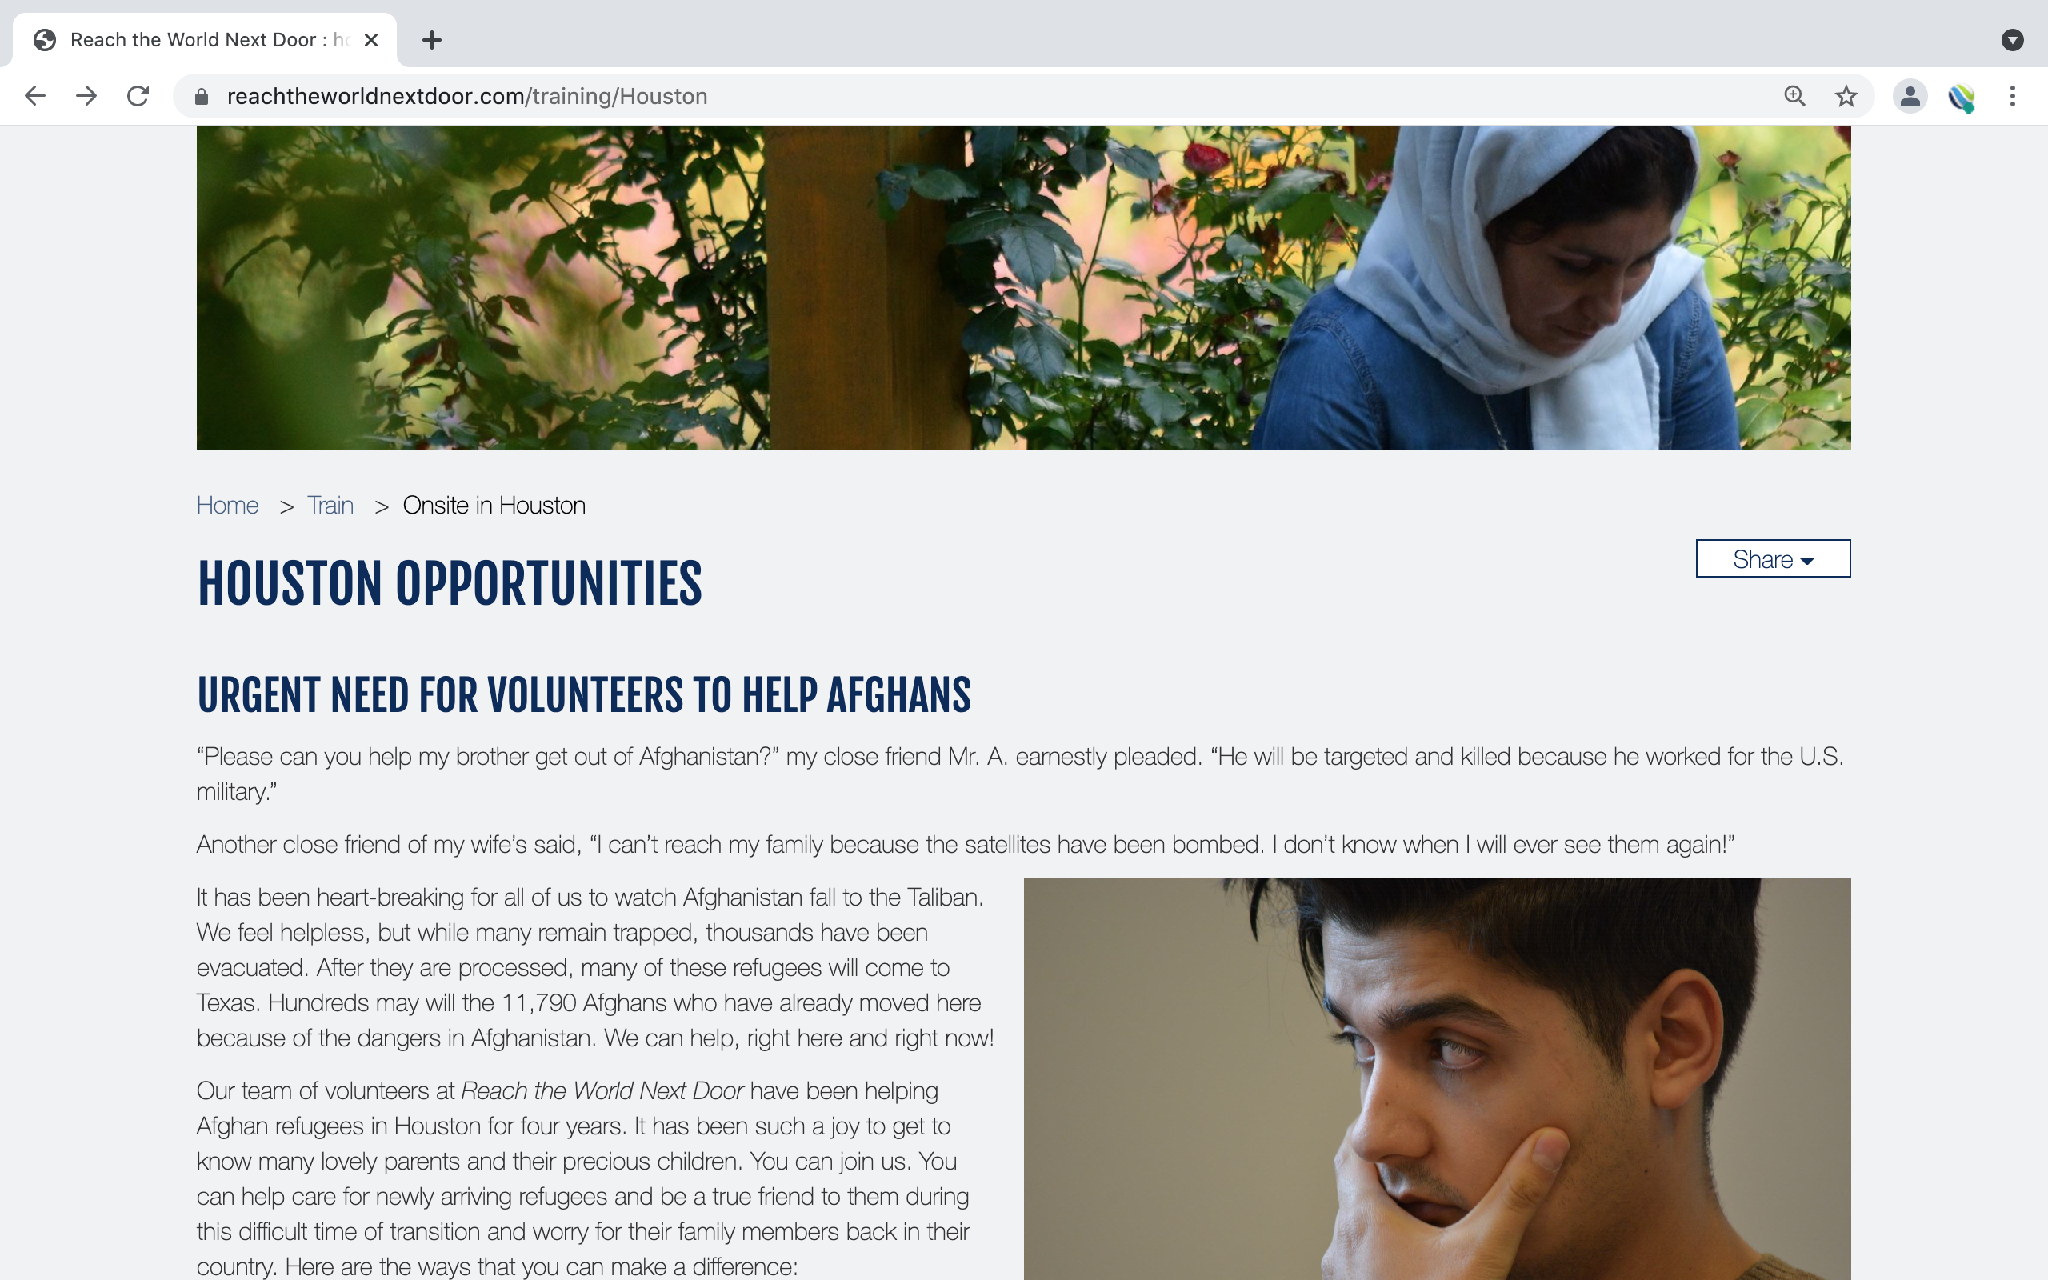 Reach the World Next Door : ho
reachtheworldnextdoor.com/training/Houston
Home > Train > Onsite in Houston
Share
HOUSTON OPPORTUNITIES
URGENT NEED FOR VOLUNTEERS TO HELP AFGHANS
“Please can you help my brother get out of Afghanistan?” my close friend Mr. A. earnestly pleaded. “He will be targeted and killed because he worked for the U.S.
military.”
Another close friend of my wife’s said, “I can’t reach my family because the satellites have been bombed. I don’t know when I will ever see them again!”
It has been heart-breaking for all of us to watch Afghanistan fall to the Taliban.
We feel helpless, but while many remain trapped, thousands have been
evacuated. After they are processed, many of these refugees will come to
Texas. Hundreds may will the 11,790 Afghans who have already moved here
because of the dangers in Afghanistan. We can help, right here and right now!
Our team of volunteers at Reach the World Next Door have been helping
Afghan refugees in Houston for four years. It has been such a joy to get to
know many lovely parents and their precious children. You can join us. You
can help care for newly arriving refugees and be a true friend to them during
this difficult time of transition and worry for their family members back in their
country. Here are the ways that you can make a difference: